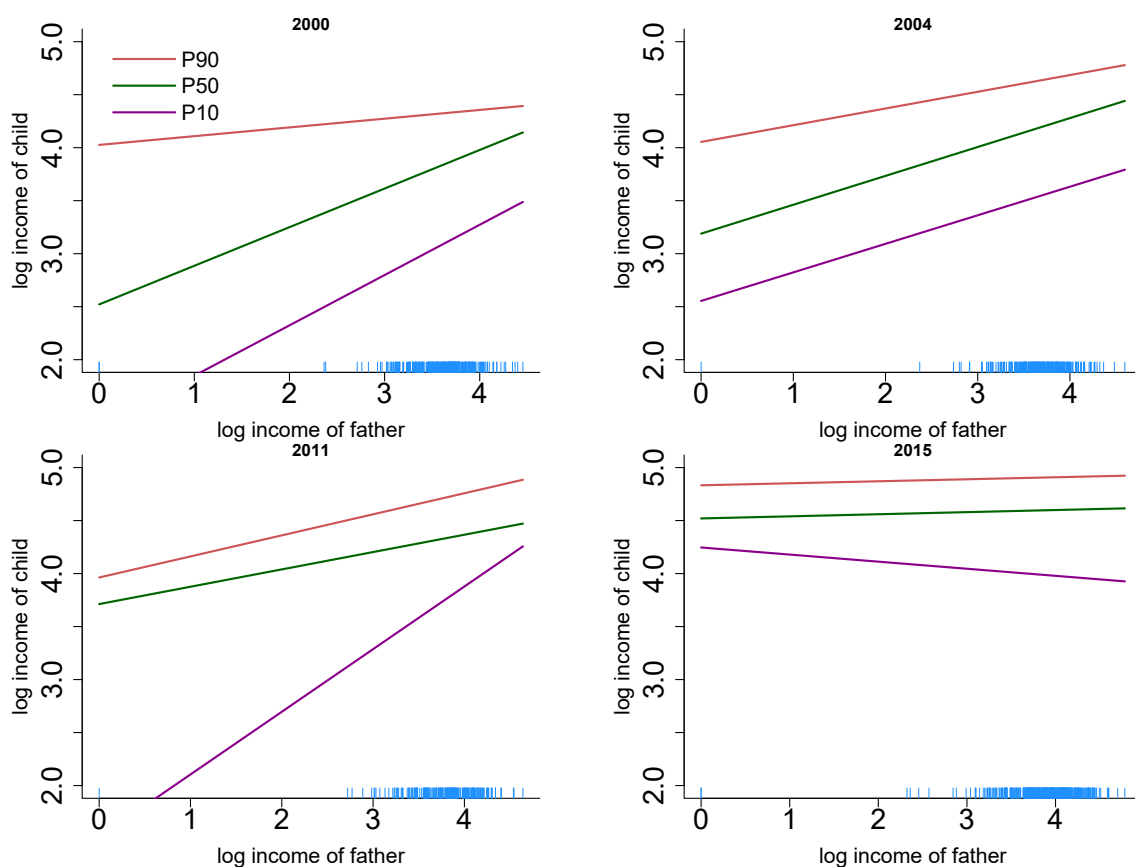 2000
P90
P50
P10
log income of child
5.0
4.0
3.0
2.0
0 1 2 3 4
log income of father
2004
log income of child
5.0
4.0
3.0
2.0
0 1 2 3 4
log income of father
2011
log income of child
5.0
4.0
3.0
2.0
0 1 2 3 4
log income of father
2015
log income of child
5.0
4.0
3.0
2.0
0 1 2 3 4
log income of father